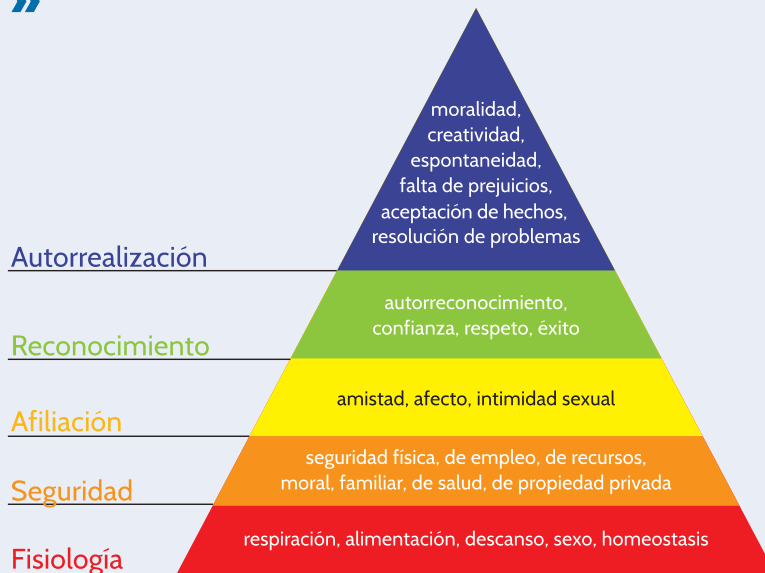 »
moralidad,
creatividad,
espontaneidad,
falta de prejuicios,
aceptación de hechos,
resolución de problemas
Autorrealización
autorreconocimiento,
confianza, respeto, éxito
Reconocimiento
amistad, afecto, intimidad sexual
Afiliación
seguridad física, de empleo, de recursos,
moral, familiar, de salud, de propiedad privada
Seguridad
respiración, alimentación, descanso, sexo, homeostasis
Fisiología